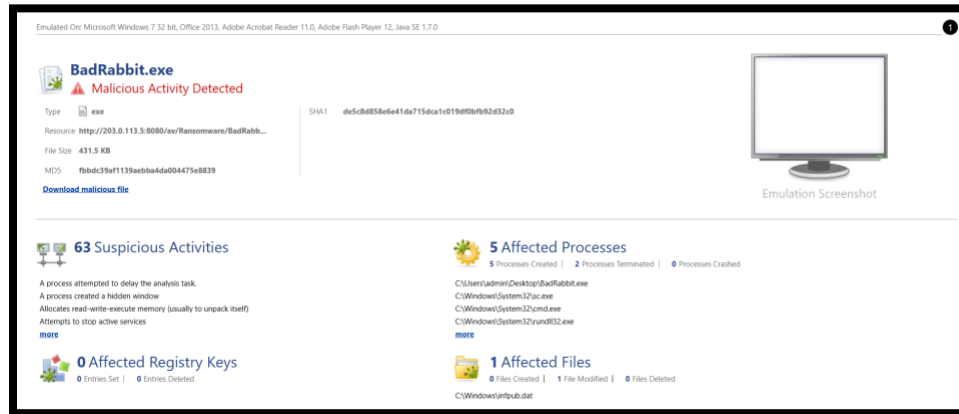 Emulated On: Microsoft Windows 7 32 bit, Office 2013, Adobe Acrobat Reader 11.0, Adobe Flash Player 12, Java SE 1.7.0
1
BadRabbit.exe
Malicious Activity Detected
Type exe
SHA1 de5c8d858e6e41da715dca1c019df0bfb92d32c0
Resource http://203.0.113.5:8080/av/Ransomware/BadRabb...
File Size 431.5 KB
MD5 fbbdc39af1139aebba4da004475e8839
Download malicious file
Emulation Screenshot
63 Suspicious Activities
A process attempted to delay the analysis task.
A process created a hidden window
Allocates read-write-execute memory (usually to unpack itself)
Attempts to stop active services
more
5 Affected Processes
5 Processes Created | 2 Processes Terminated | 0 Processes Crashed
C:\Users\admin\Desktop\BadRabbit.exe
C:\Windows\System32\sc.exe
C:\Windows\System32\cmd.exe
C:\Windows\System32\rundll32.exe
more
0 Affected Registry Keys
0 Entries Set | 0 Entries Deleted
1 Affected Files
0 Files Created | 1 File Modified | 0 Files Deleted
C:\Windows\infpub.dat